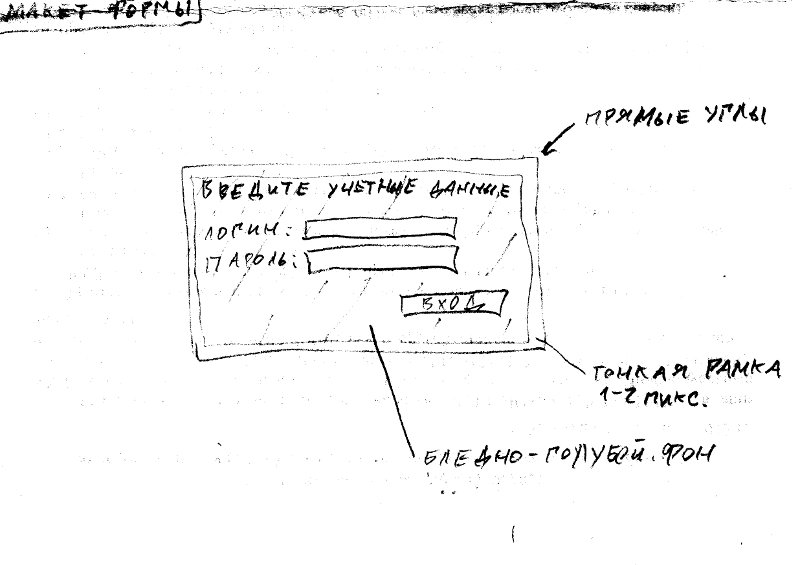 МАКЕТ ФОРМЫ
ПРЯМЫЕ УГЛЫ
ВВЕДИТЕ УЧЕТНЫЕ ДАННЫЕ
ЛОГИН:
ПАРОЛЬ:
ВХОД
ТОНКАЯ РАМКА
1-2 ПИКС.
БЛЕДНО-ГОЛУБОЙ ФОН